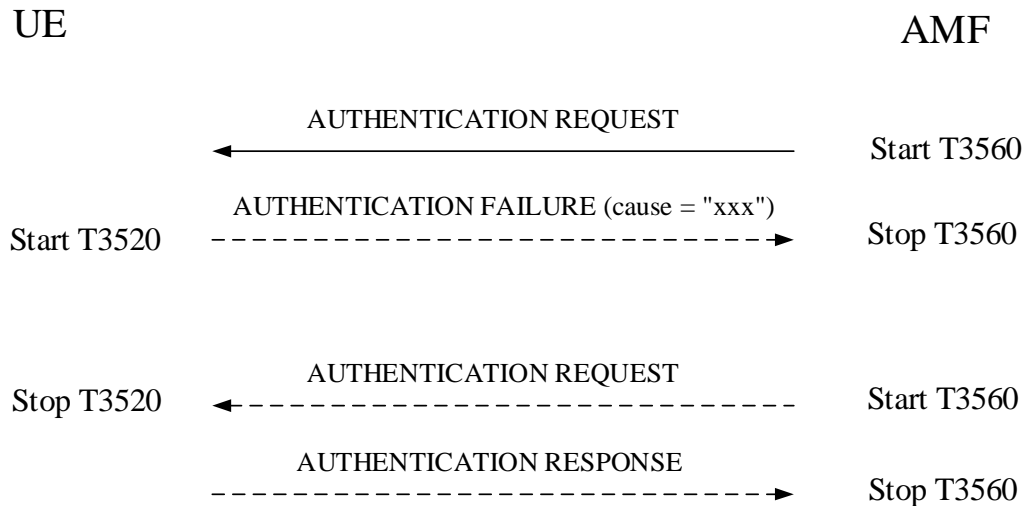 UE
AMF
AUTHENTICATION REQUEST
Start T3560
AUTHENTICATION FAILURE (cause = "xxx")
Start T3520
Stop T3560
AUTHENTICATION REQUEST
Stop T3520
Start T3560
AUTHENTICATION RESPONSE
Stop T3560